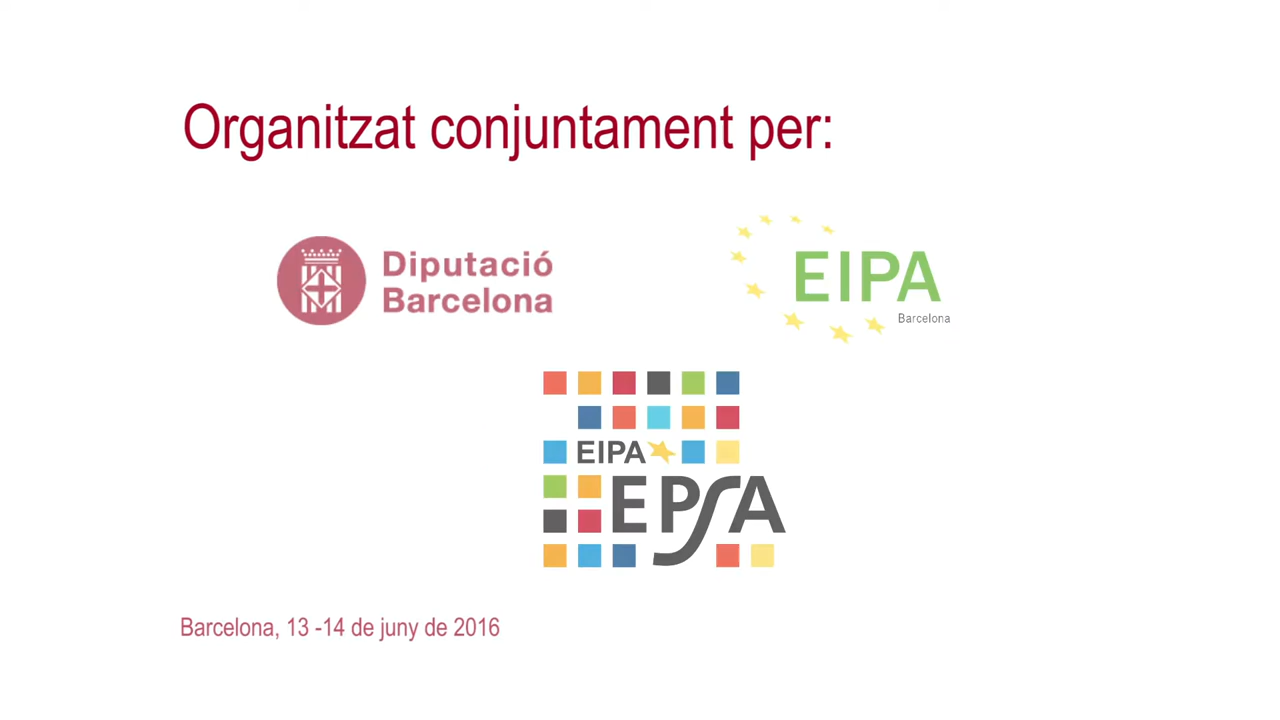 Organitzat conjuntament per:
Diputació
Barcelona
EIPA
Barcelona
EIPA
EPSA
Barcelona, 13 -14 de juny de 2016